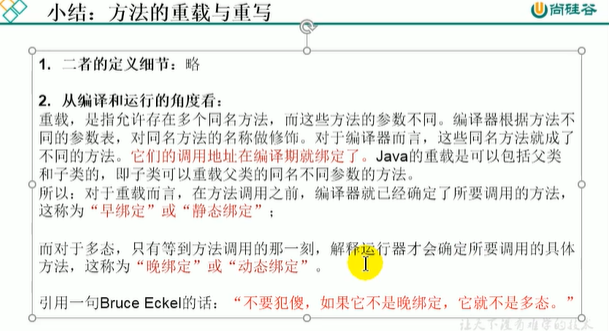 小结：方法的重载与重写
尚硅谷
1. 二者的定义细节：略
2. 从编译和运行的角度看：
重载，是指允许存在多个同名方法，而这些方法的参数不同。编译器根据方法不
同的参数表，对同名方法的名称做修饰。对于编译器而言，这些同名方法就成了
不同的方法。它们的调用地址在编译期就绑定了。Java的重载是可以包括父类
和子类的，即子类可以重载父类的同名不同参数的方法。
所以：对于重载而言，在方法调用之前，编译器就已经确定了所要调用的方法，
这称为“早绑定”或“静态绑定”；
而对于多态，只有等到方法调用的那一刻，解释运行器才会确定所要调用的具体
方法，这称为“晚绑定”或“动态绑定”。
引用一句Bruce Eckel的话：“不要犯傻，如果它不是晚绑定，它就不是多态。”
让天下没有难学的技术